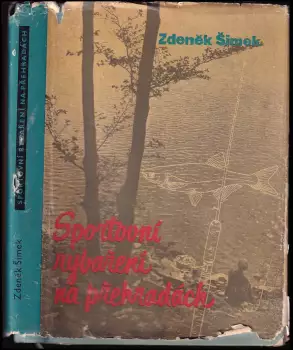 Zdeněk Šimek
Sportovní
rybaření
na přehradách
SPORTOVNÍ RYBAŘENÍ NA PŘEHRADÁCH
Zdeněk Šimek